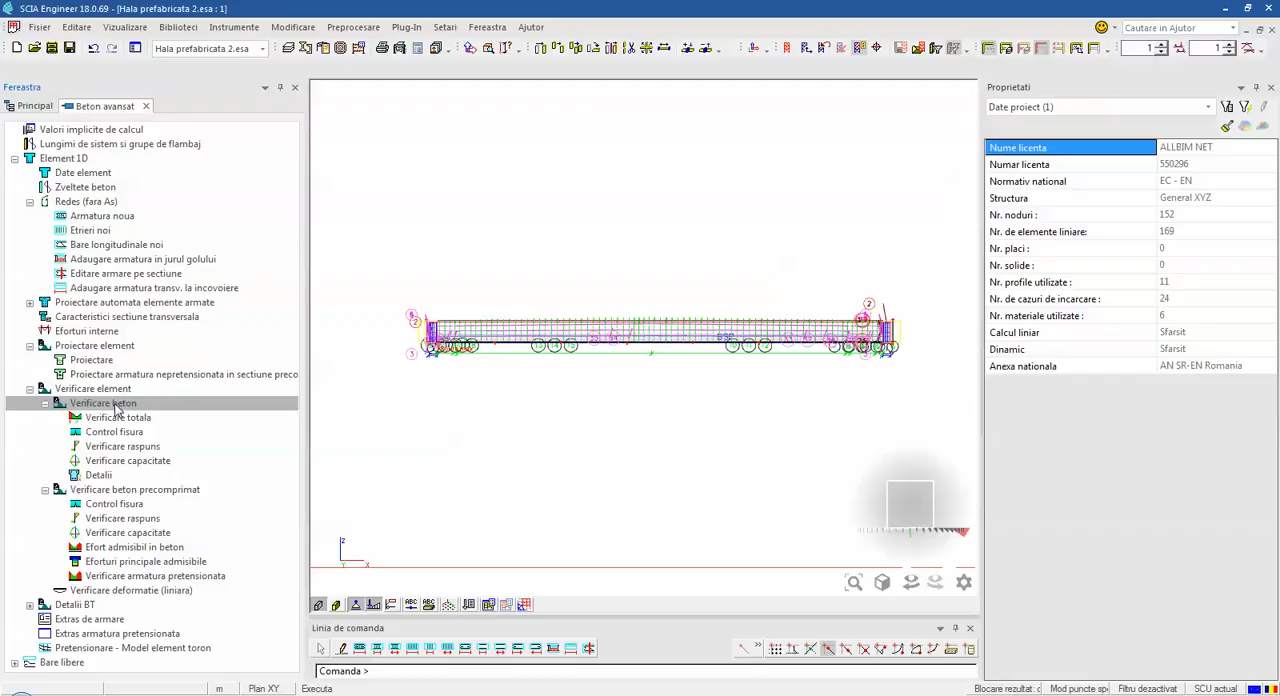 SCIA Engineer 18.0.69 - [Hala prefabricata 2.esa : 1]
Fisier Editare Vizualizare Biblioteci Instrumente Modificare Preprocesare Plug-In Setari Fereastra Ajutor
Cautare in Ajutor
Hala prefabricata 2.esa
1
1
Fereastra
Principal
Beton avansat
Valori implicite de calcul
Lungimi de sistem si grupe de flambaj
Element 1D
Date element
Zveltete beton
Redes (fara As)
Armatura noua
Etrieri noi
Bare longitudinale noi
Adaugare armatura in jurul golului
Editare armare pe sectiune
Adaugare armatura transv. la incovoiere
Proiectare automata elemente armate
Caracteristici sectiune transversala
Eforturi interne
Proiectare element
Proiectare
Proiectare armatura nepretensionata in sectiune preco
Verificare element
Verificare beton
Verificare totala
Control fisura
Verificare raspuns
Verificare capacitate
Detalii
Verificare beton precomprimat
Control fisura
Verificare raspuns
Verificare capacitate
Efort admisibil in beton
Eforturi principale admisibile
Verificare armatura pretensionata
Verificare deformatie (liniara)
Detalii BT
Extras de armare
Extras armatura pretensionata
Pretensionare - Model element toron
Bare libere
2
3
z
Y
X
Linia de comanda
Comanda >
Proprietati
Date proiect (1)
Nume licenta ALLBIM NET
Numar licenta 550296
Normativ national EC - EN
Structura General XYZ
Nr. noduri : 152
Nr. de elemente liniare: 169
Nr. placi : 0
Nr. solide : 0
Nr. profile utilizate : 11
Nr. de cazuri de incarcare : 24
Nr. materiale utilizate : 6
Calcul liniar Sfarsit
Dinamic Sfarsit
Anexa nationala AN SR-EN Romania
m
Plan XY
Executa
Blocare rezultat: c
Mod puncte sp
Filtru dezactivat
SCU actual